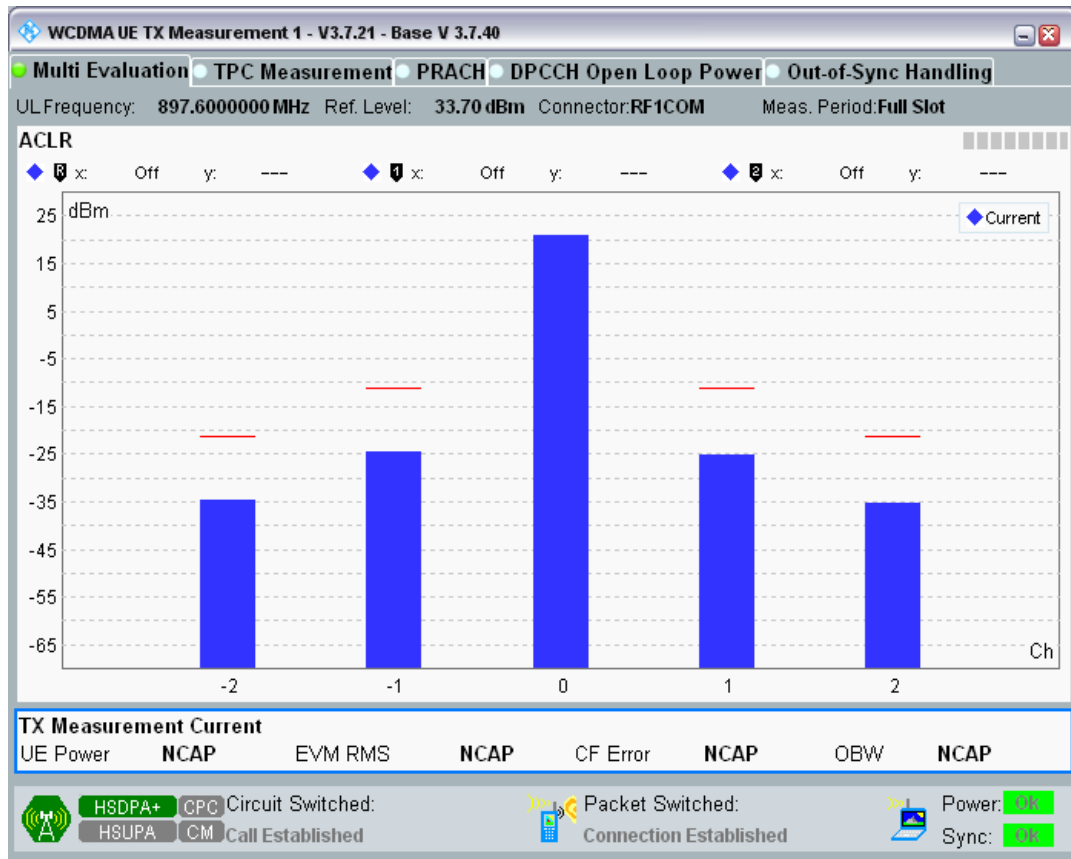 WCDMA UE TX Measurement 1 - V3.7.21 - Base V 3.7.40
Multi Evaluation TPC Measurement PRACH DPCCH Open Loop Power Out-of-Sync Handling
UL Frequency: 897.6000000 MHz Ref. Level: 33.70 dBm Connector:RF1COM Meas. Period:Full Slot
ACLR
R x: Off y: --- 1 x: Off y: --- 2 x: Off y: ---
25 dBm Current
15
5
-5
-15
-25
-35
-45
-55
-65 Ch
-2 -1 0 1 2
TX Measurement Current
UE Power NCAP EVM RMS NCAP CF Error NCAP OBW NCAP
HSDPA+ CPC Circuit Switched: Packet Switched: Power: Ok
HSUPA CM Call Established Connection Established Sync: Ok